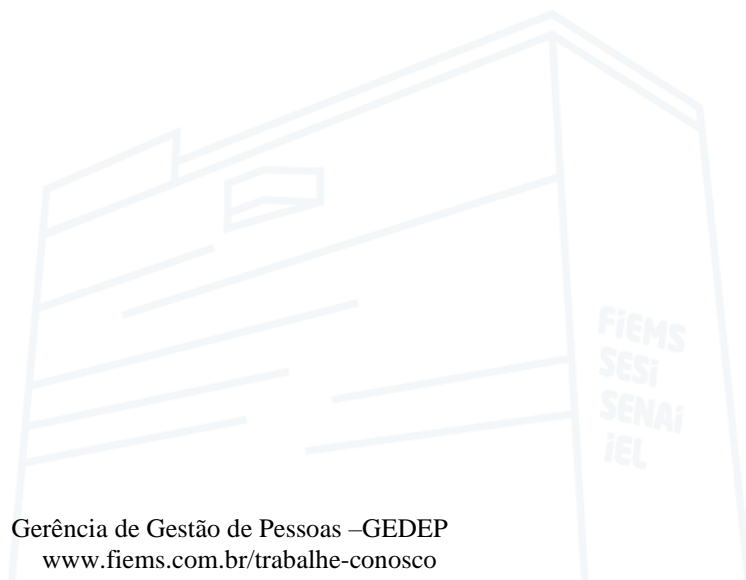 FiEMS
SESi
SENAi
iEL
Gerência de Gestão de Pessoas –GEDEP
www.fiems.com.br/trabalhe-conosco